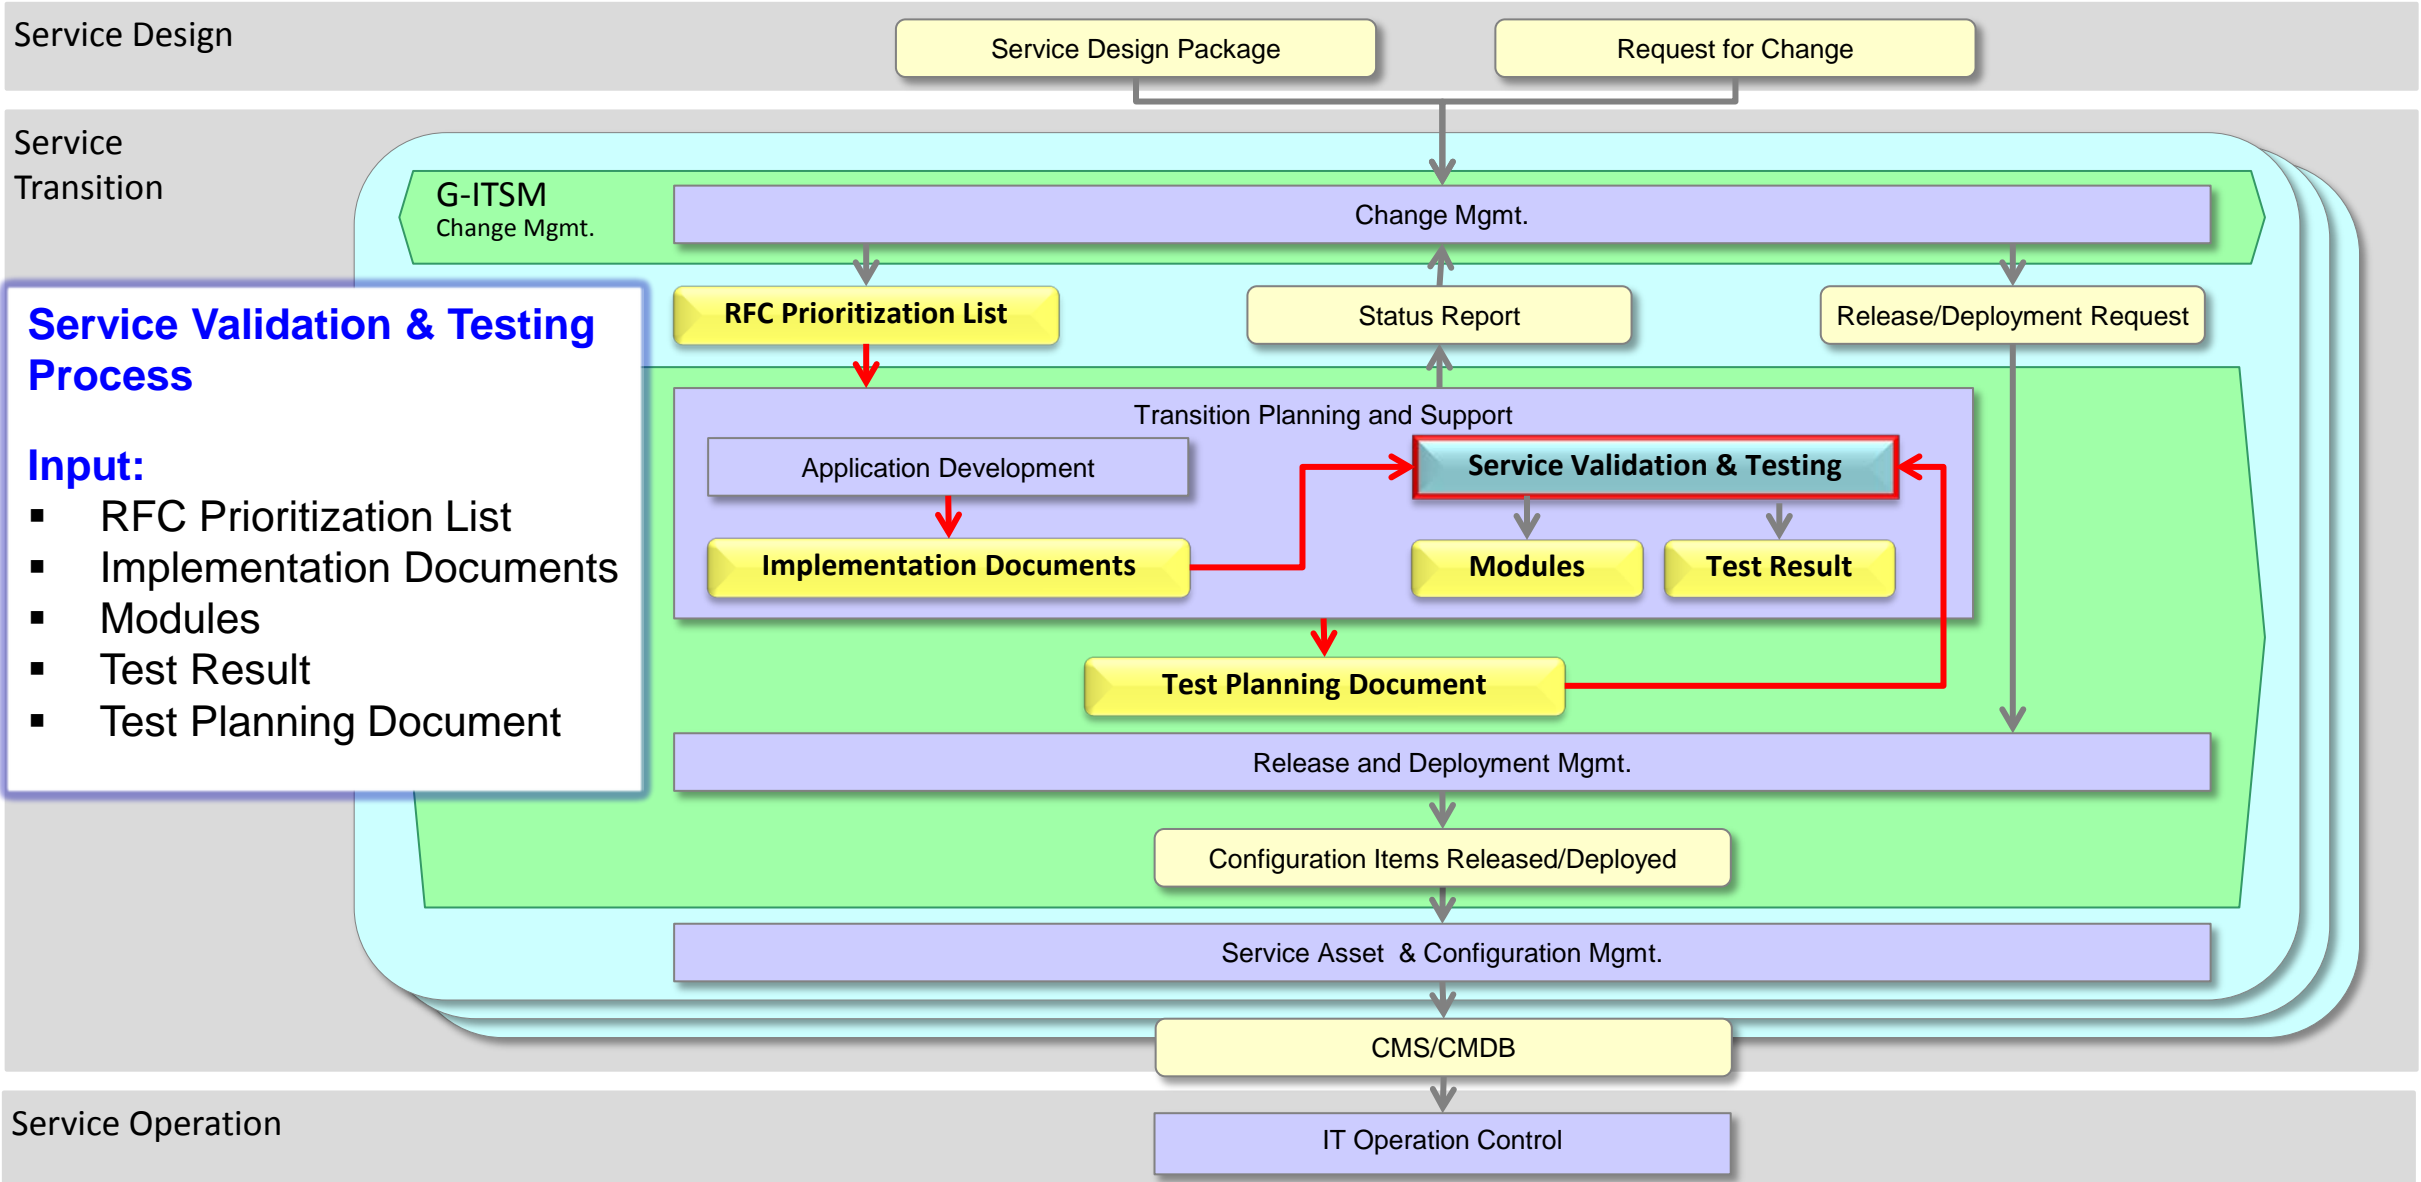 Service Design
Service Design Package
Request for Change
Service
Transition
G-ITSM
Change Mgmt.
Change Mgmt.
RFC Prioritization List
Status Report
Release/Deployment Request
Service Validation & Testing
Process
Input:
▪ RFC Prioritization List
▪ Implementation Documents
▪ Modules
▪ Test Result
▪ Test Planning Document
Transition Planning and Support
Application Development
Service Validation & Testing
Implementation Documents
Modules
Test Result
Test Planning Document
Release and Deployment Mgmt.
Configuration Items Released/Deployed
Service Asset & Configuration Mgmt.
CMS/CMDB
Service Operation
IT Operation Control